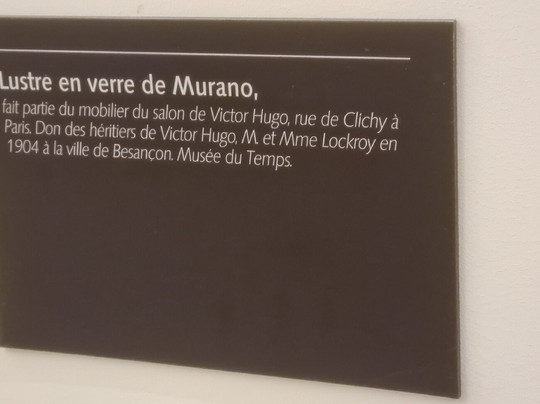 Lustre en verre de Murano,
fait partie du mobilier du salon de Victor Hugo, rue de Clichy à
Paris. Don des héritiers de Victor Hugo, M. et Mme Lockroy en
1904 à la ville de Besançon. Musée du Temps.